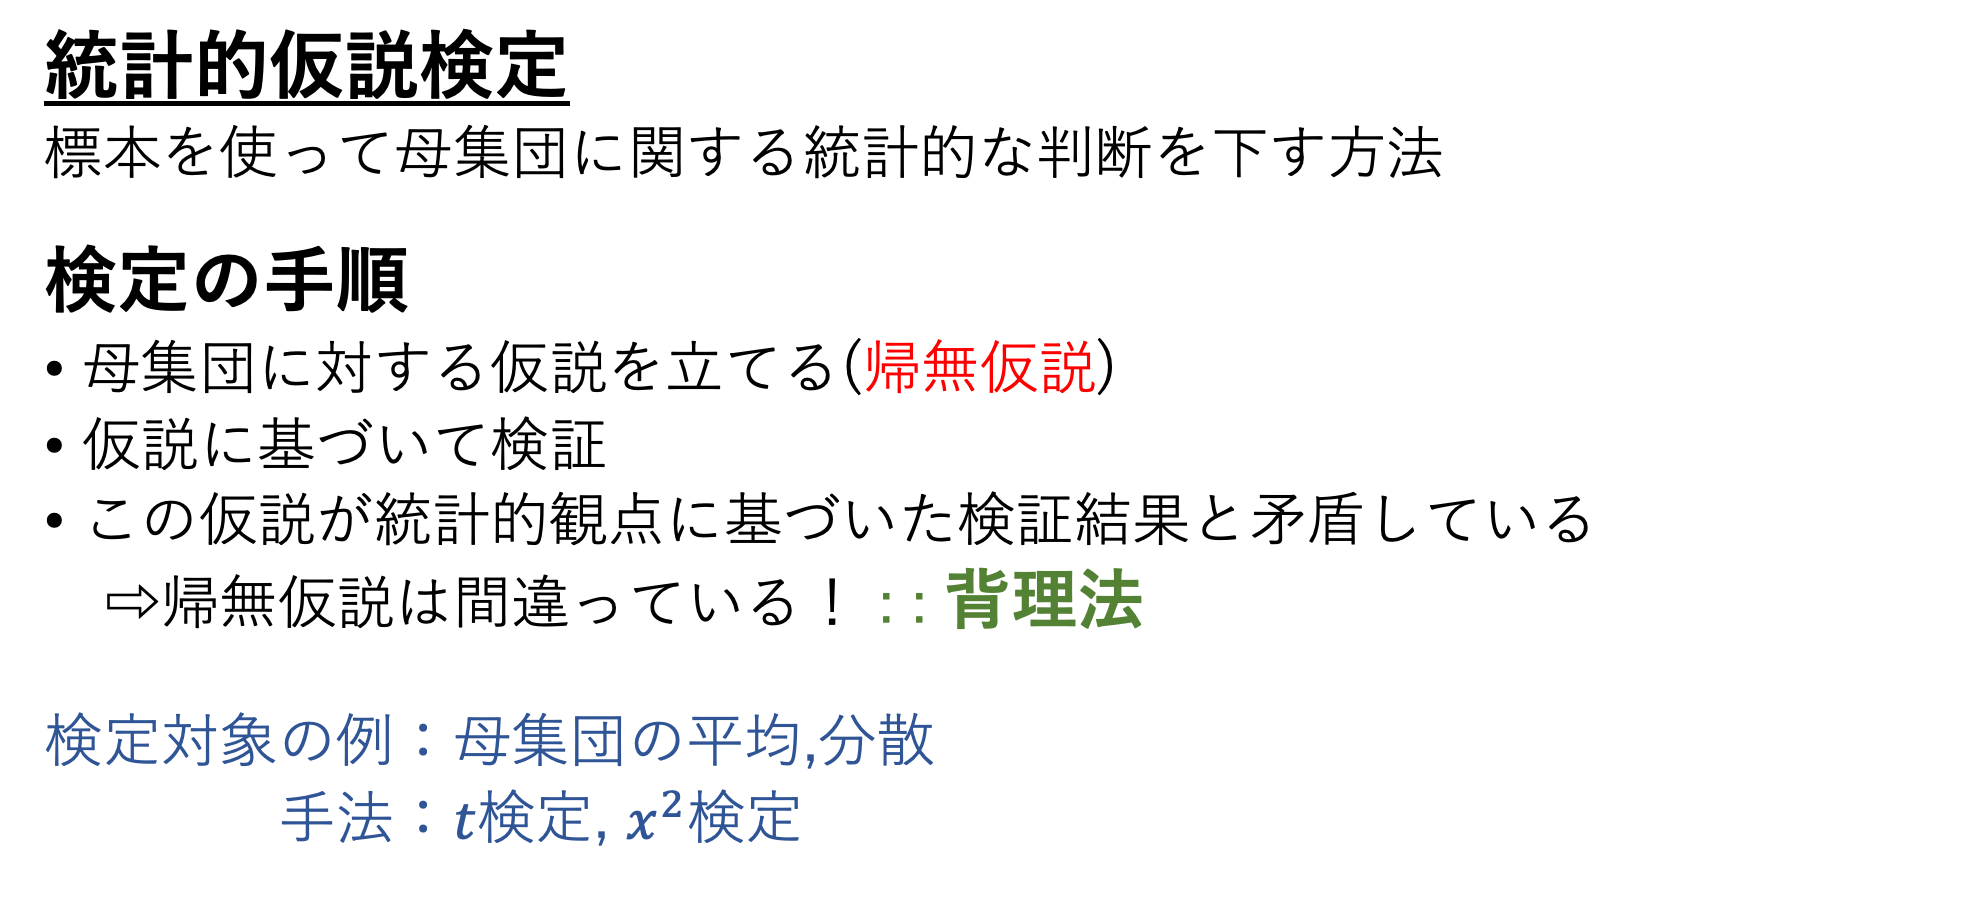 統計的仮説検定
標本を使って母集団に関する統計的な判断を下す方法
検定の手順
• 母集団に対する仮説を立てる(帰無仮説)
• 仮説に基づいて検証
• この仮説が統計的観点に基づいた検証結果と矛盾している
⇨帰無仮説は間違っている！ : : 背理法
検定対象の例：母集団の平均,分散
手法：t検定, x²検定